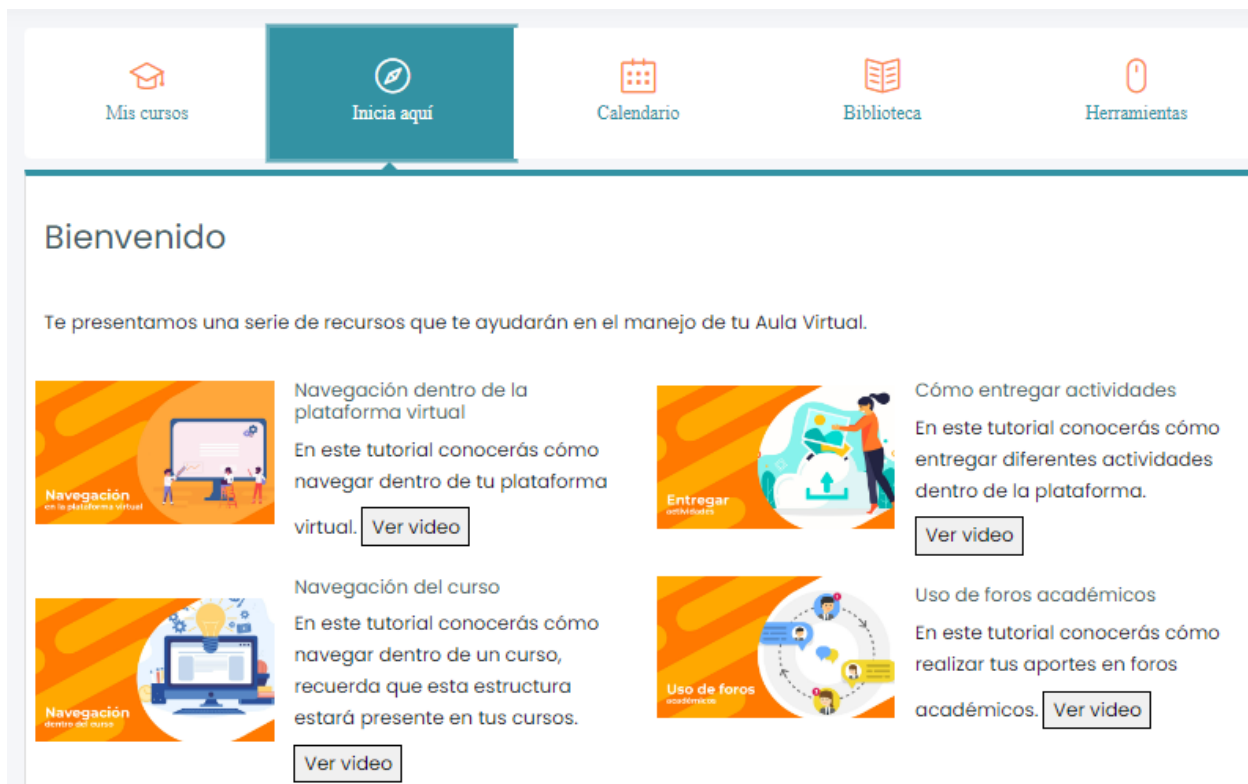 Mis cursos
Inicia aquí
Calendario
Biblioteca
Herramientas
Bienvenido
Te presentamos una serie de recursos que te ayudarán en el manejo de tu Aula Virtual.
Navegación
en la plataforma virtual
Navegación dentro de la
plataforma virtual
En este tutorial conocerás cómo
navegar dentro de tu plataforma
virtual. Ver video
Entregar
actividades
Cómo entregar actividades
En este tutorial conocerás cómo
entregar diferentes actividades
dentro de la plataforma.
Ver video
Navegación
dentro del curso
Navegación del curso
En este tutorial conocerás cómo
navegar dentro de un curso,
recuerda que esta estructura
estará presente en tus cursos.
Ver video
Uso de foros
académicos
Uso de foros académicos
En este tutorial conocerás cómo
realizar tus aportes en foros
académicos. Ver video